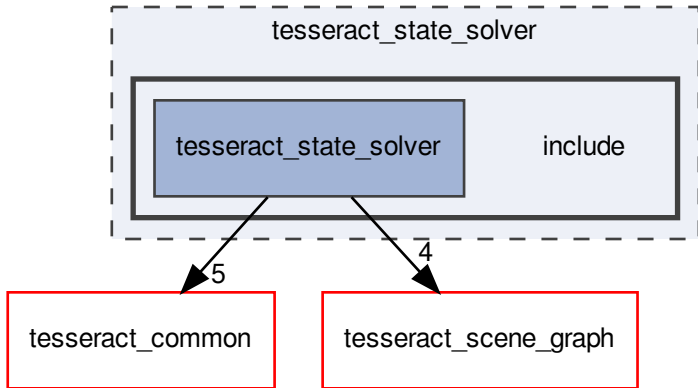 tesseract_state_solver
tesseract_state_solver
include
5
4
tesseract_common
tesseract_scene_graph